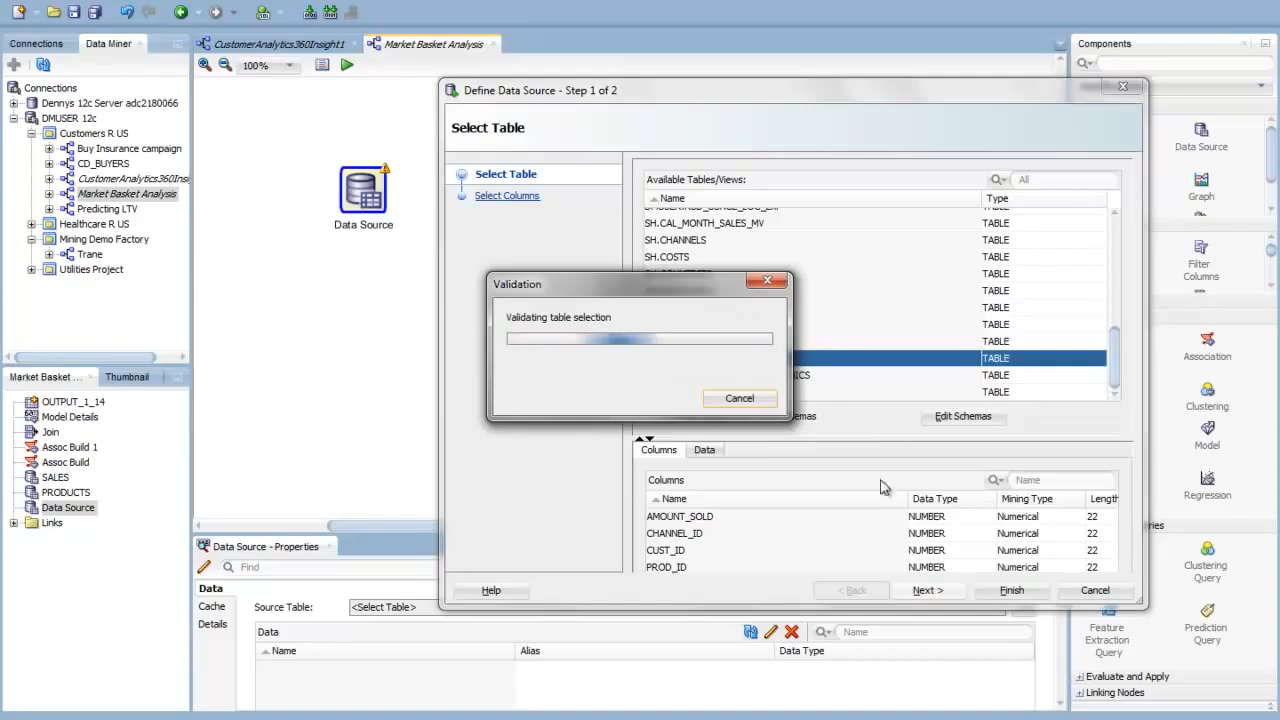 Connections
Data Miner
CustomerAnalytics360Insight1
Market Basket Analysis
Components
100%
Connections
Dennys 12c Server adc2180066
DMUSER 12c
Customers R US
Buy Insurance campaign
CD_BUYERS
CustomerAnalytics360Insi
Market Basket Analysis
Predicting LTV
Healthcare R US
Mining Demo Factory
Trane
Utilities Project
Data Source
Define Data Source - Step 1 of 2
Select Table
Select Table
Select Columns
Available Tables/Views:
All
Name
Type
SH.CAL_MONTH_SALES_MV
TABLE
SH.CHANNELS
TABLE
SH.COSTS
TABLE
TABLE
TABLE
TABLE
TABLE
TABLE
TABLE
ICS
TABLE
TABLE
Validation
Validating table selection
Cancel
emas
Edit Schemas
Columns
Data
Columns
Name
Name
Data Type
Mining Type
Length
AMOUNT_SOLD
NUMBER
Numerical
22
CHANNEL_ID
NUMBER
Numerical
22
CUST_ID
NUMBER
Numerical
22
PROD_ID
NUMBER
Numerical
22
Help
< Back
Next >
Finish
Cancel
Data Source
Graph
Filter
Columns
Association
Clustering
Model
Regression
ries
Clustering
Query
Feature
Extraction
Query
Prediction
Query
Evaluate and Apply
Linking Nodes
Market Basket ...
Thumbnail
OUTPUT_1_14
Model Details
Join
Assoc Build 1
Assoc Build
SALES
PRODUCTS
Data Source
Links
Data Source - Properties
Find
Data
Cache
Details
Source Table:
<Select Table>
Data
Name
Name
Alias
Data Type